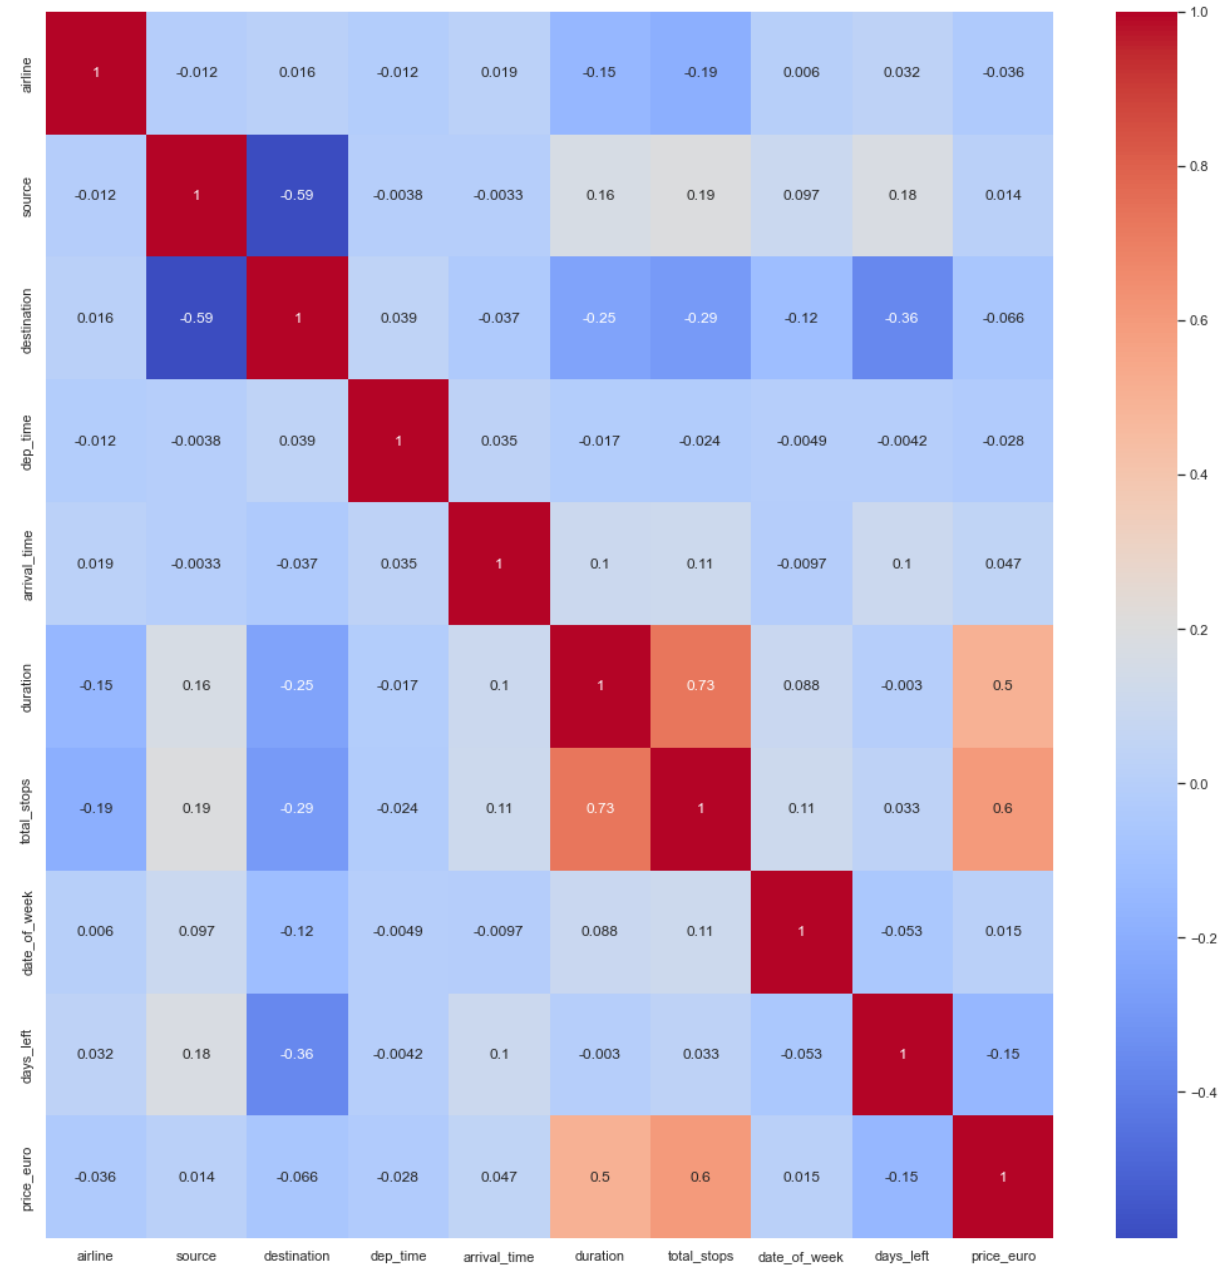 airline 1 -0.012 0.016 -0.012 0.019 -0.15 -0.19 0.006 0.032 -0.036
source -0.012 1 -0.59 -0.0038 -0.0033 0.16 0.19 0.097 0.18 0.014
destination 0.016 -0.59 1 0.039 -0.037 -0.25 -0.29 -0.12 -0.36 -0.066
dep_time -0.012 -0.0038 0.039 1 0.035 -0.017 -0.024 -0.0049 -0.0042 -0.028
arrival_time 0.019 -0.0033 -0.037 0.035 1 0.1 0.11 -0.0097 0.1 0.047
duration -0.15 0.16 -0.25 -0.017 0.1 1 0.73 0.088 -0.003 0.5
total_stops -0.19 0.19 -0.29 -0.024 0.11 0.73 1 0.11 0.033 0.6
date_of_week 0.006 0.097 -0.12 -0.0049 -0.0097 0.088 0.11 1 -0.053 0.015
days_left 0.032 0.18 -0.36 -0.0042 0.1 -0.003 0.033 -0.053 1 -0.15
price_euro -0.036 0.014 -0.066 -0.028 0.047 0.5 0.6 0.015 -0.15 1
airline source destination dep_time arrival_time duration total_stops date_of_week days_left price_euro
1.0
0.8
0.6
0.4
0.2
0.0
−0.2
−0.4